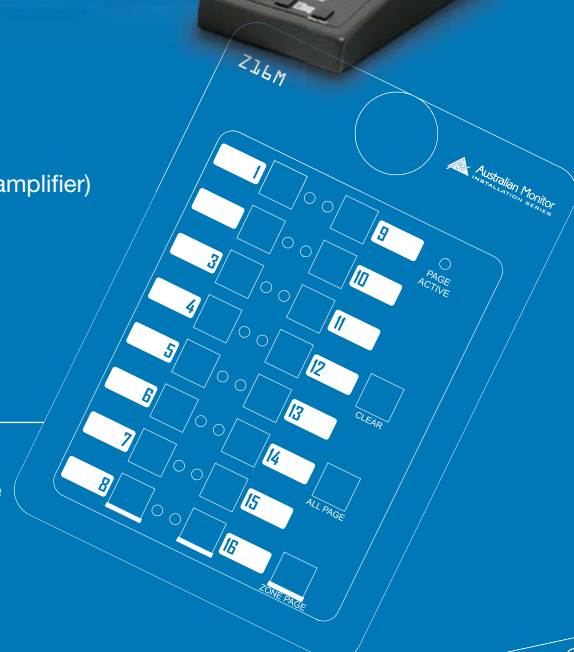 amplifier)
Z16M
Australian Monitor
INSTALLATION SERIES
1
3
4
5
6
7
8
9
10
11
12
13
14
15
16
PAGE
ACTIVE
CLEAR
ALL PAGE
ZONE PAGE
e